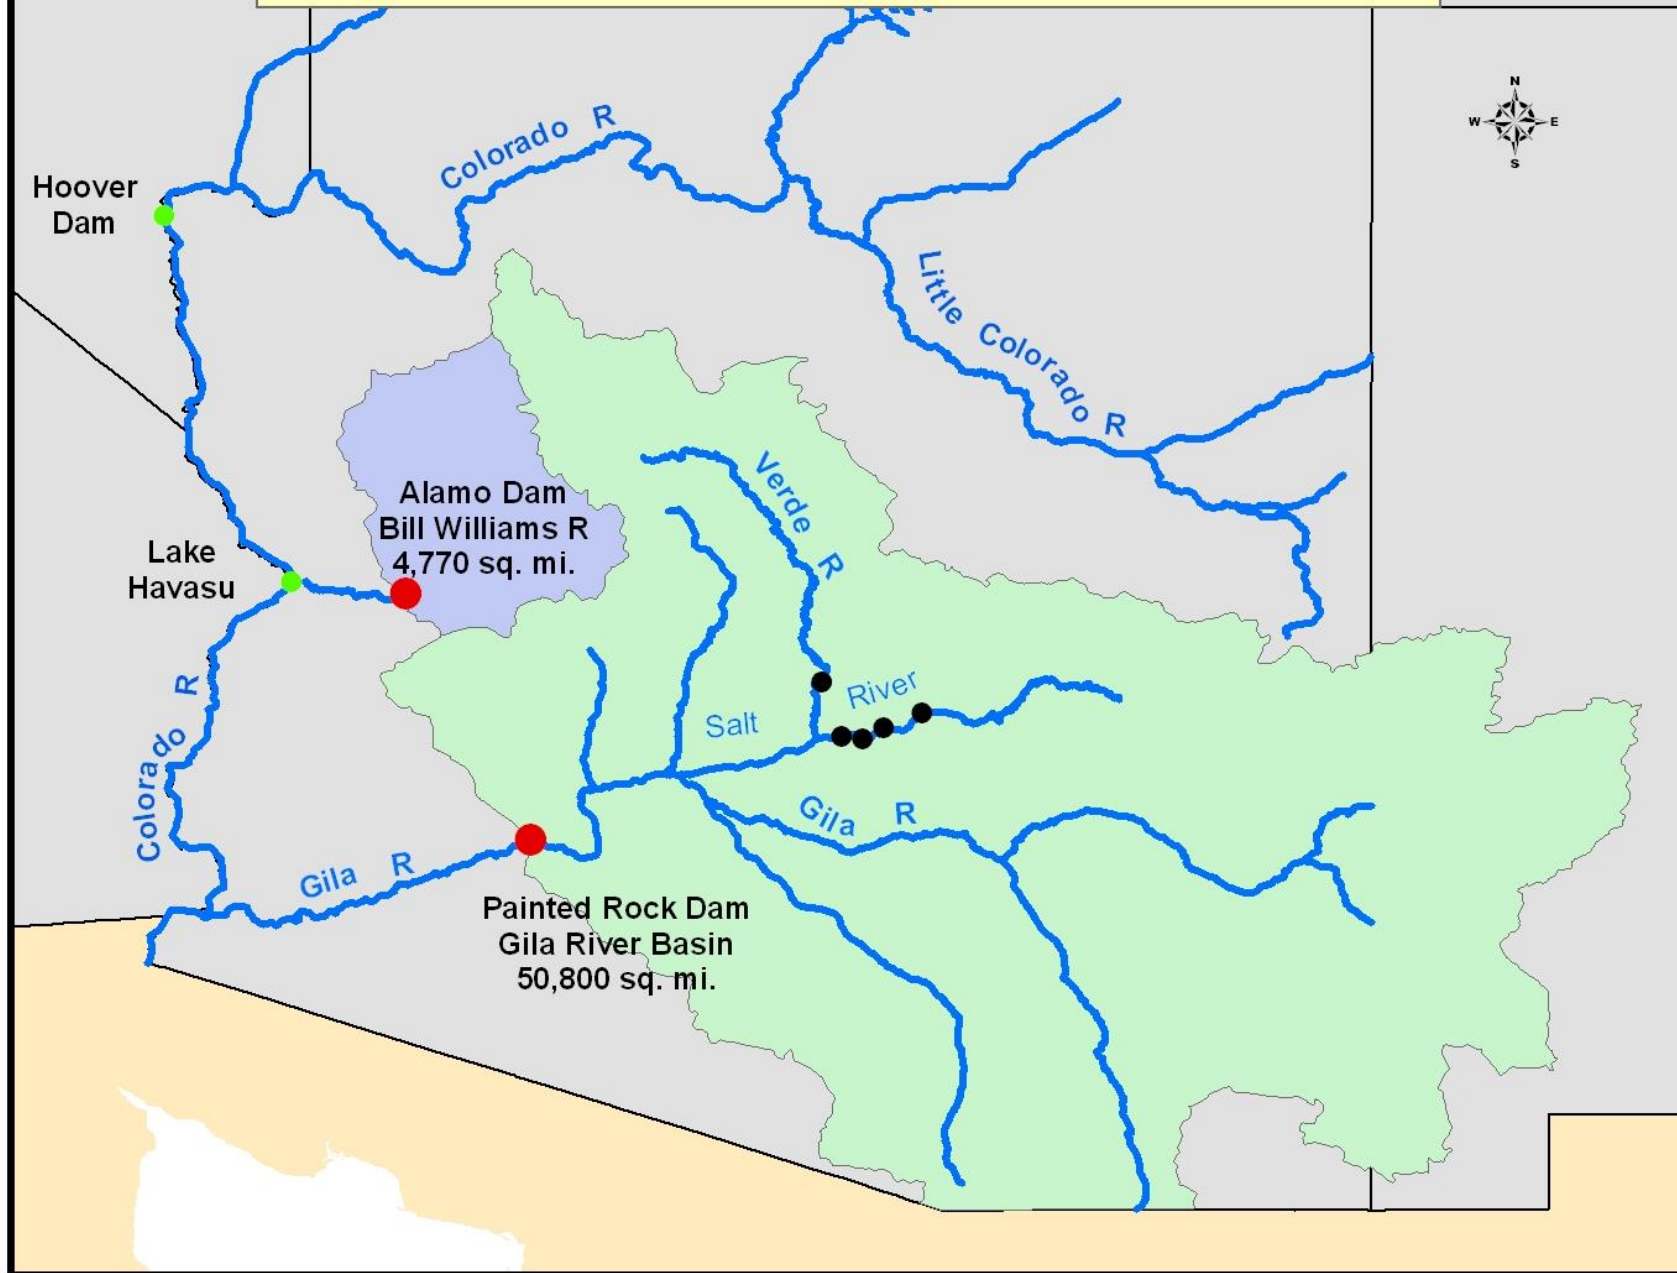 N
W E
S
Colorado R
Hoover
Dam
Little Colorado R
Verde R
Alamo Dam
Bill Williams R
4,770 sq. mi.
Lake
Havasu
Colorado R
Salt River
Gila R
Gila R
Painted Rock Dam
Gila River Basin
50,800 sq. mi.